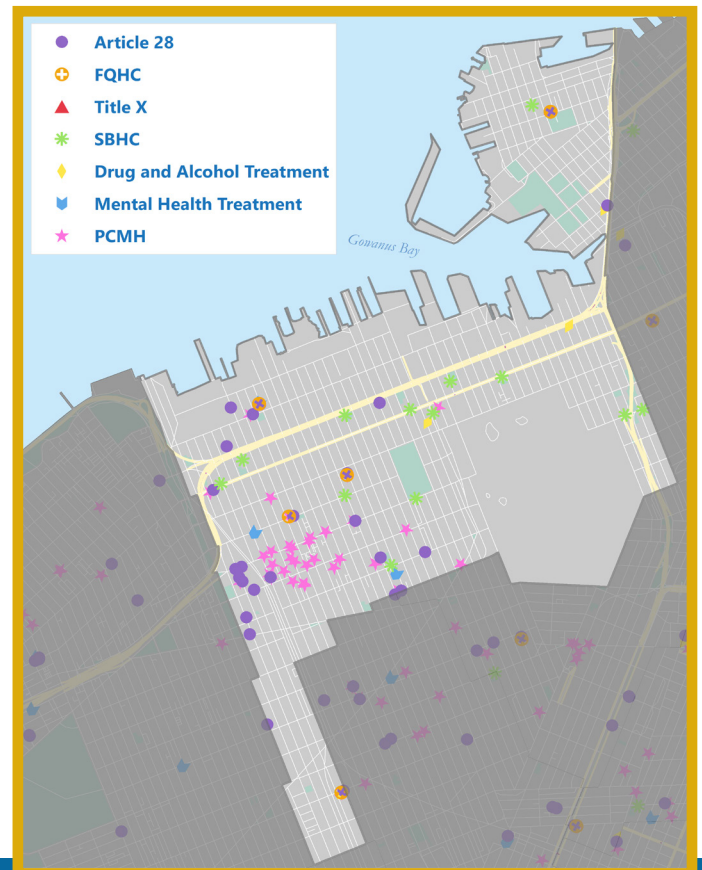 Article 28
FQHC
Title X
SBHC
Drug and Alcohol Treatment
Mental Health Treatment
PCMH
Gowanus Bay